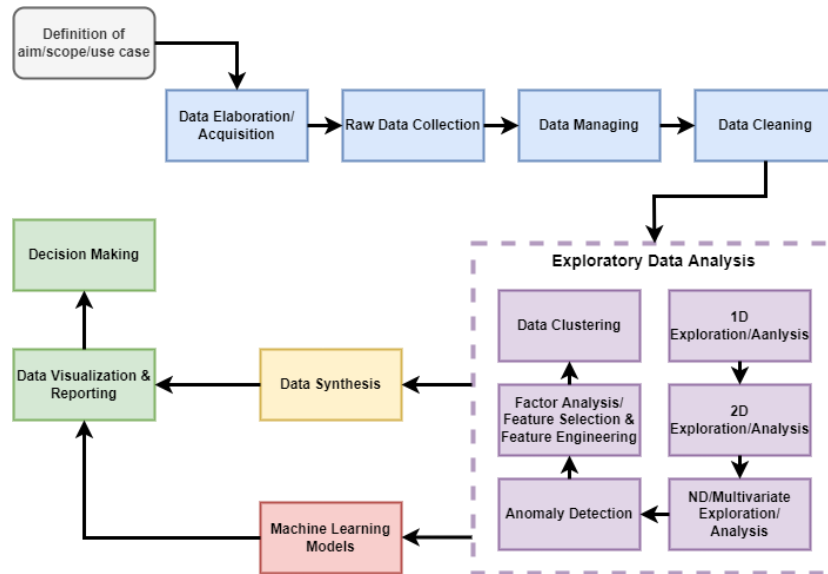 Definition of
aim/scope/use case
Data Elaboration/
Acquisition
Raw Data Collection
Data Managing
Data Cleaning
Exploratory Data Analysis
1D
Exploration/Aanlysis
2D
Exploration/Analysis
ND/Multivariate
Exploration/
Analysis
Anomaly Detection
Factor Analysis/
Feature Selection &
Feature Engineering
Data Clustering
Data Synthesis
Machine Learning
Models
Data Visualization &
Reporting
Decision Making